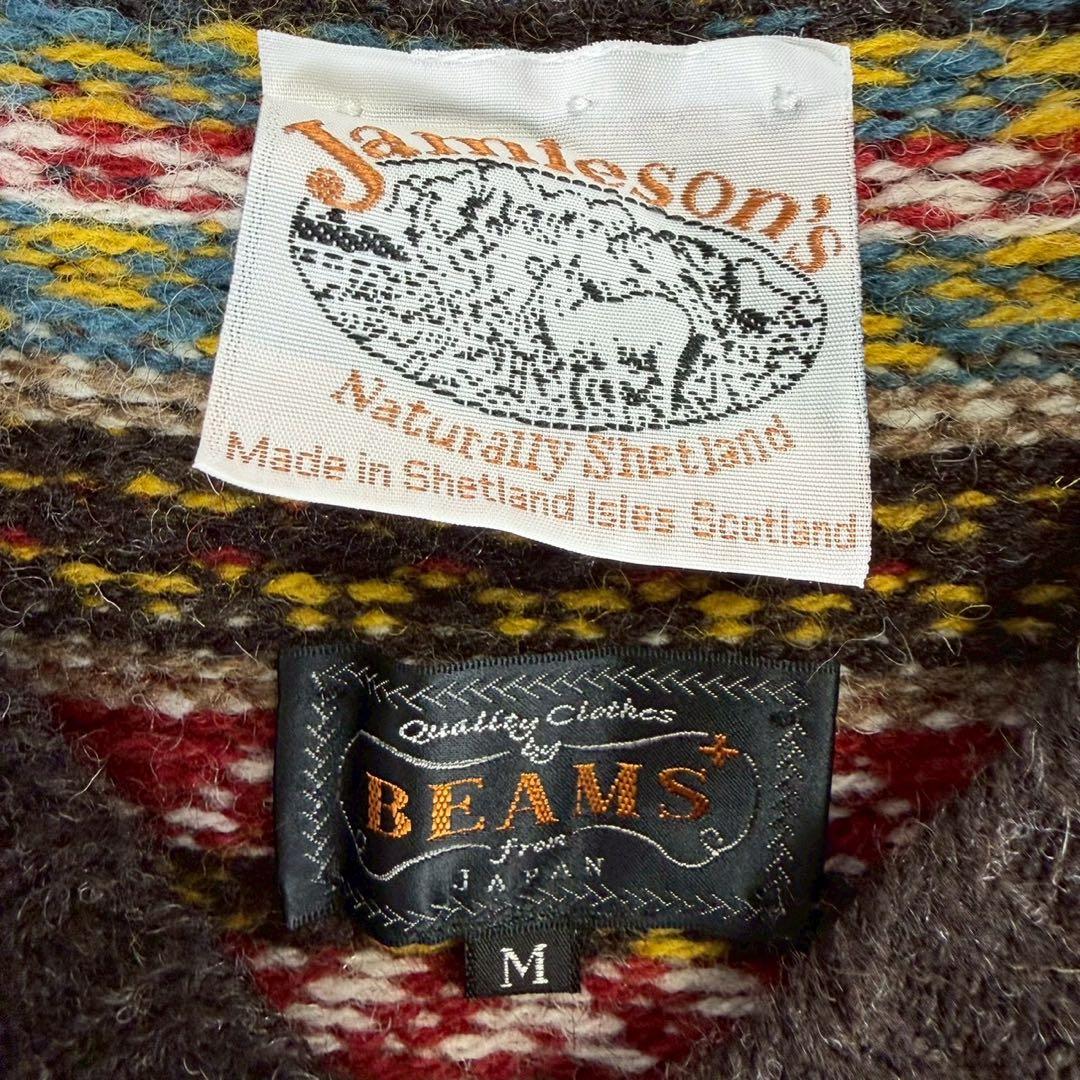 Jamieson's
Naturally Shetland
Made in Shetland Isles Scotland
Quality Clothes
by
BEAMS+
from
JAPAN
M